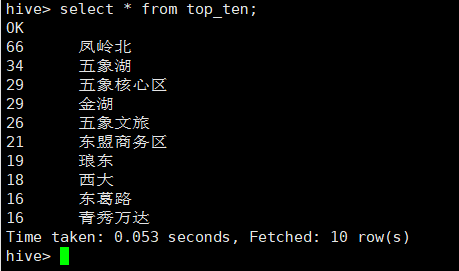 hive> select * from top_ten;
OK
66 凤岭北
34 五象湖
29 五象核心区
29 金湖
26 五象文旅
21 东盟商务区
19 琅东
18 西大
16 东葛路
16 青秀万达
Time taken: 0.053 seconds, Fetched: 10 row(s)
hive>